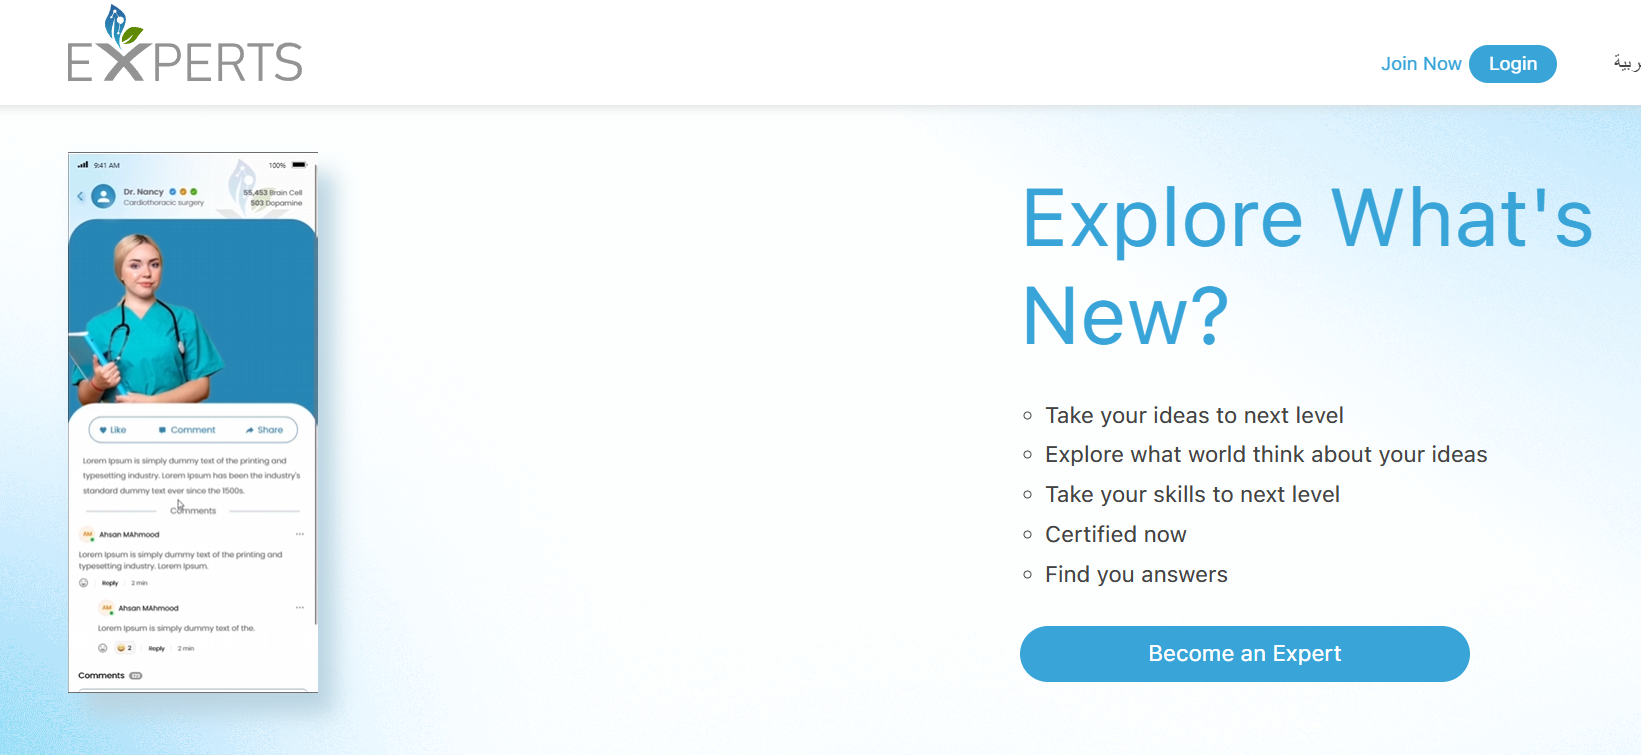 EXPERTS
Join Now
Login
9:41 AM
100%
Dr. Nancy
Cardiothoracic surgery
55,453 Brain Cell
503 Dopamine
Like
Comment
Share
Lorem Ipsum is simply dummy text of the printing and
typesetting industry. Lorem Ipsum has been the industry's
standard dummy text ever since the 1500s.
Comments
AM
Ahsan MAhmood
Lorem Ipsum is simply dummy text of the printing and
typesetting industry. Lorem Ipsum.
Reply
2 min
AM
Ahsan MAhmood
Lorem Ipsum is simply dummy text of the.
2
Reply
2 min
Comments
Explore What's
New?
Take your ideas to next level
Explore what world think about your ideas
Take your skills to next level
Certified now
Find you answers
Become an Expert